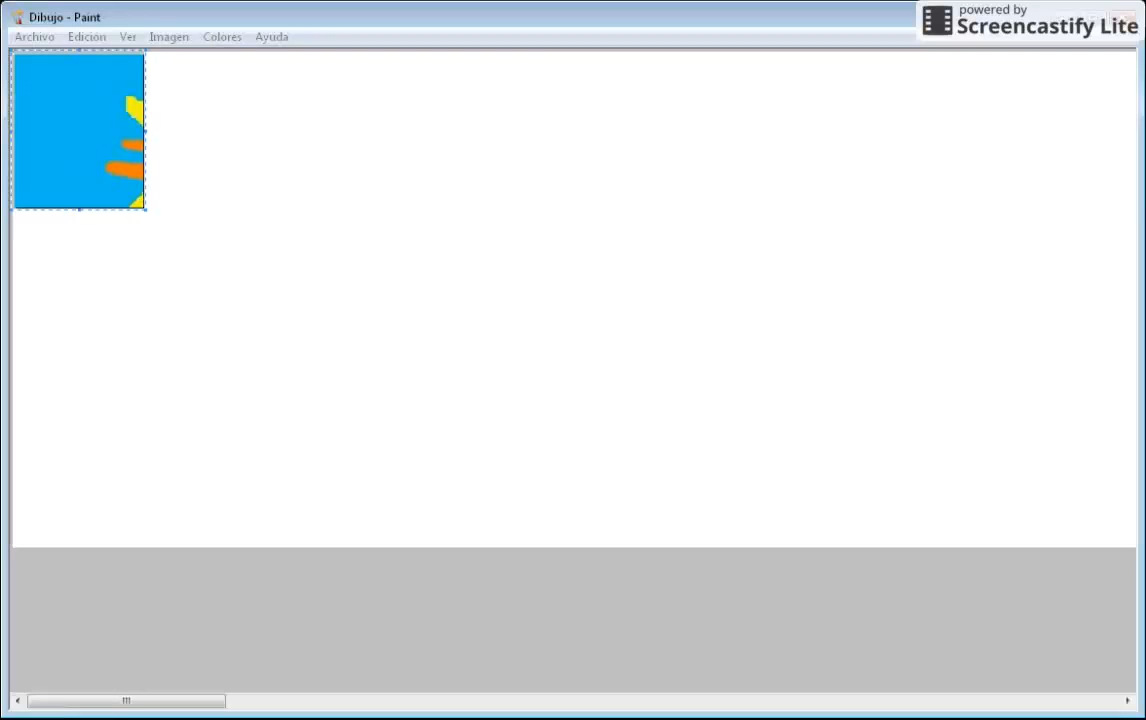 Dibujo - Paint
powered by
Screencastify Lite
Archivo Edición Ver Imagen Colores Ayuda